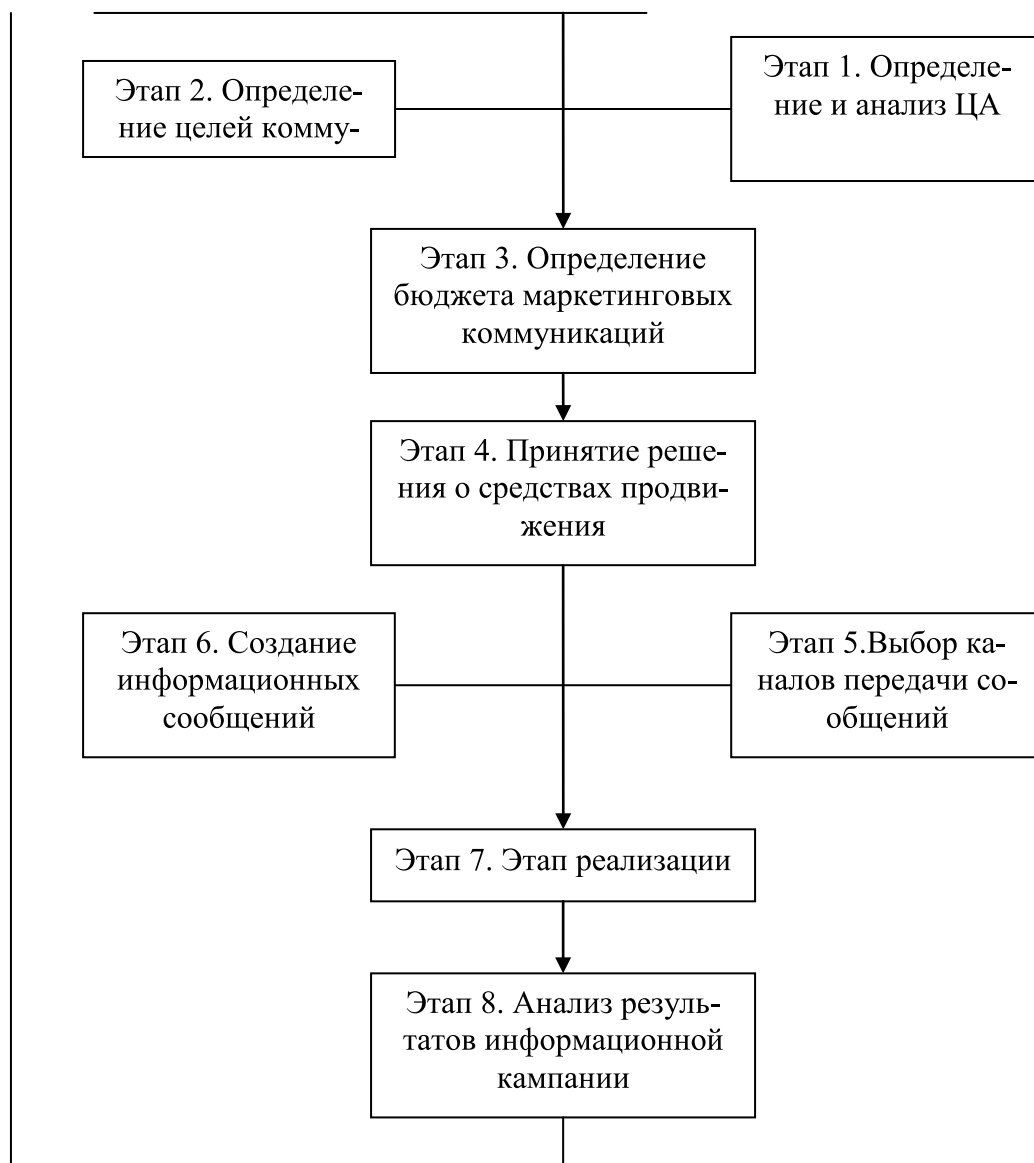 Этап 2. Определе-
ние целей комму-
Этап 1. Определе-
ние и анализ ЦА
Этап 3. Определение
бюджета маркетинговых
коммуникаций
Этап 4. Принятие реше-
ния о средствах продви-
жения
Этап 6. Создание
информационных
сообщений
Этап 5.Выбор ка-
налов передачи со-
общений
Этап 7. Этап реализации
Этап 8. Анализ резуль-
татов информационной
кампании